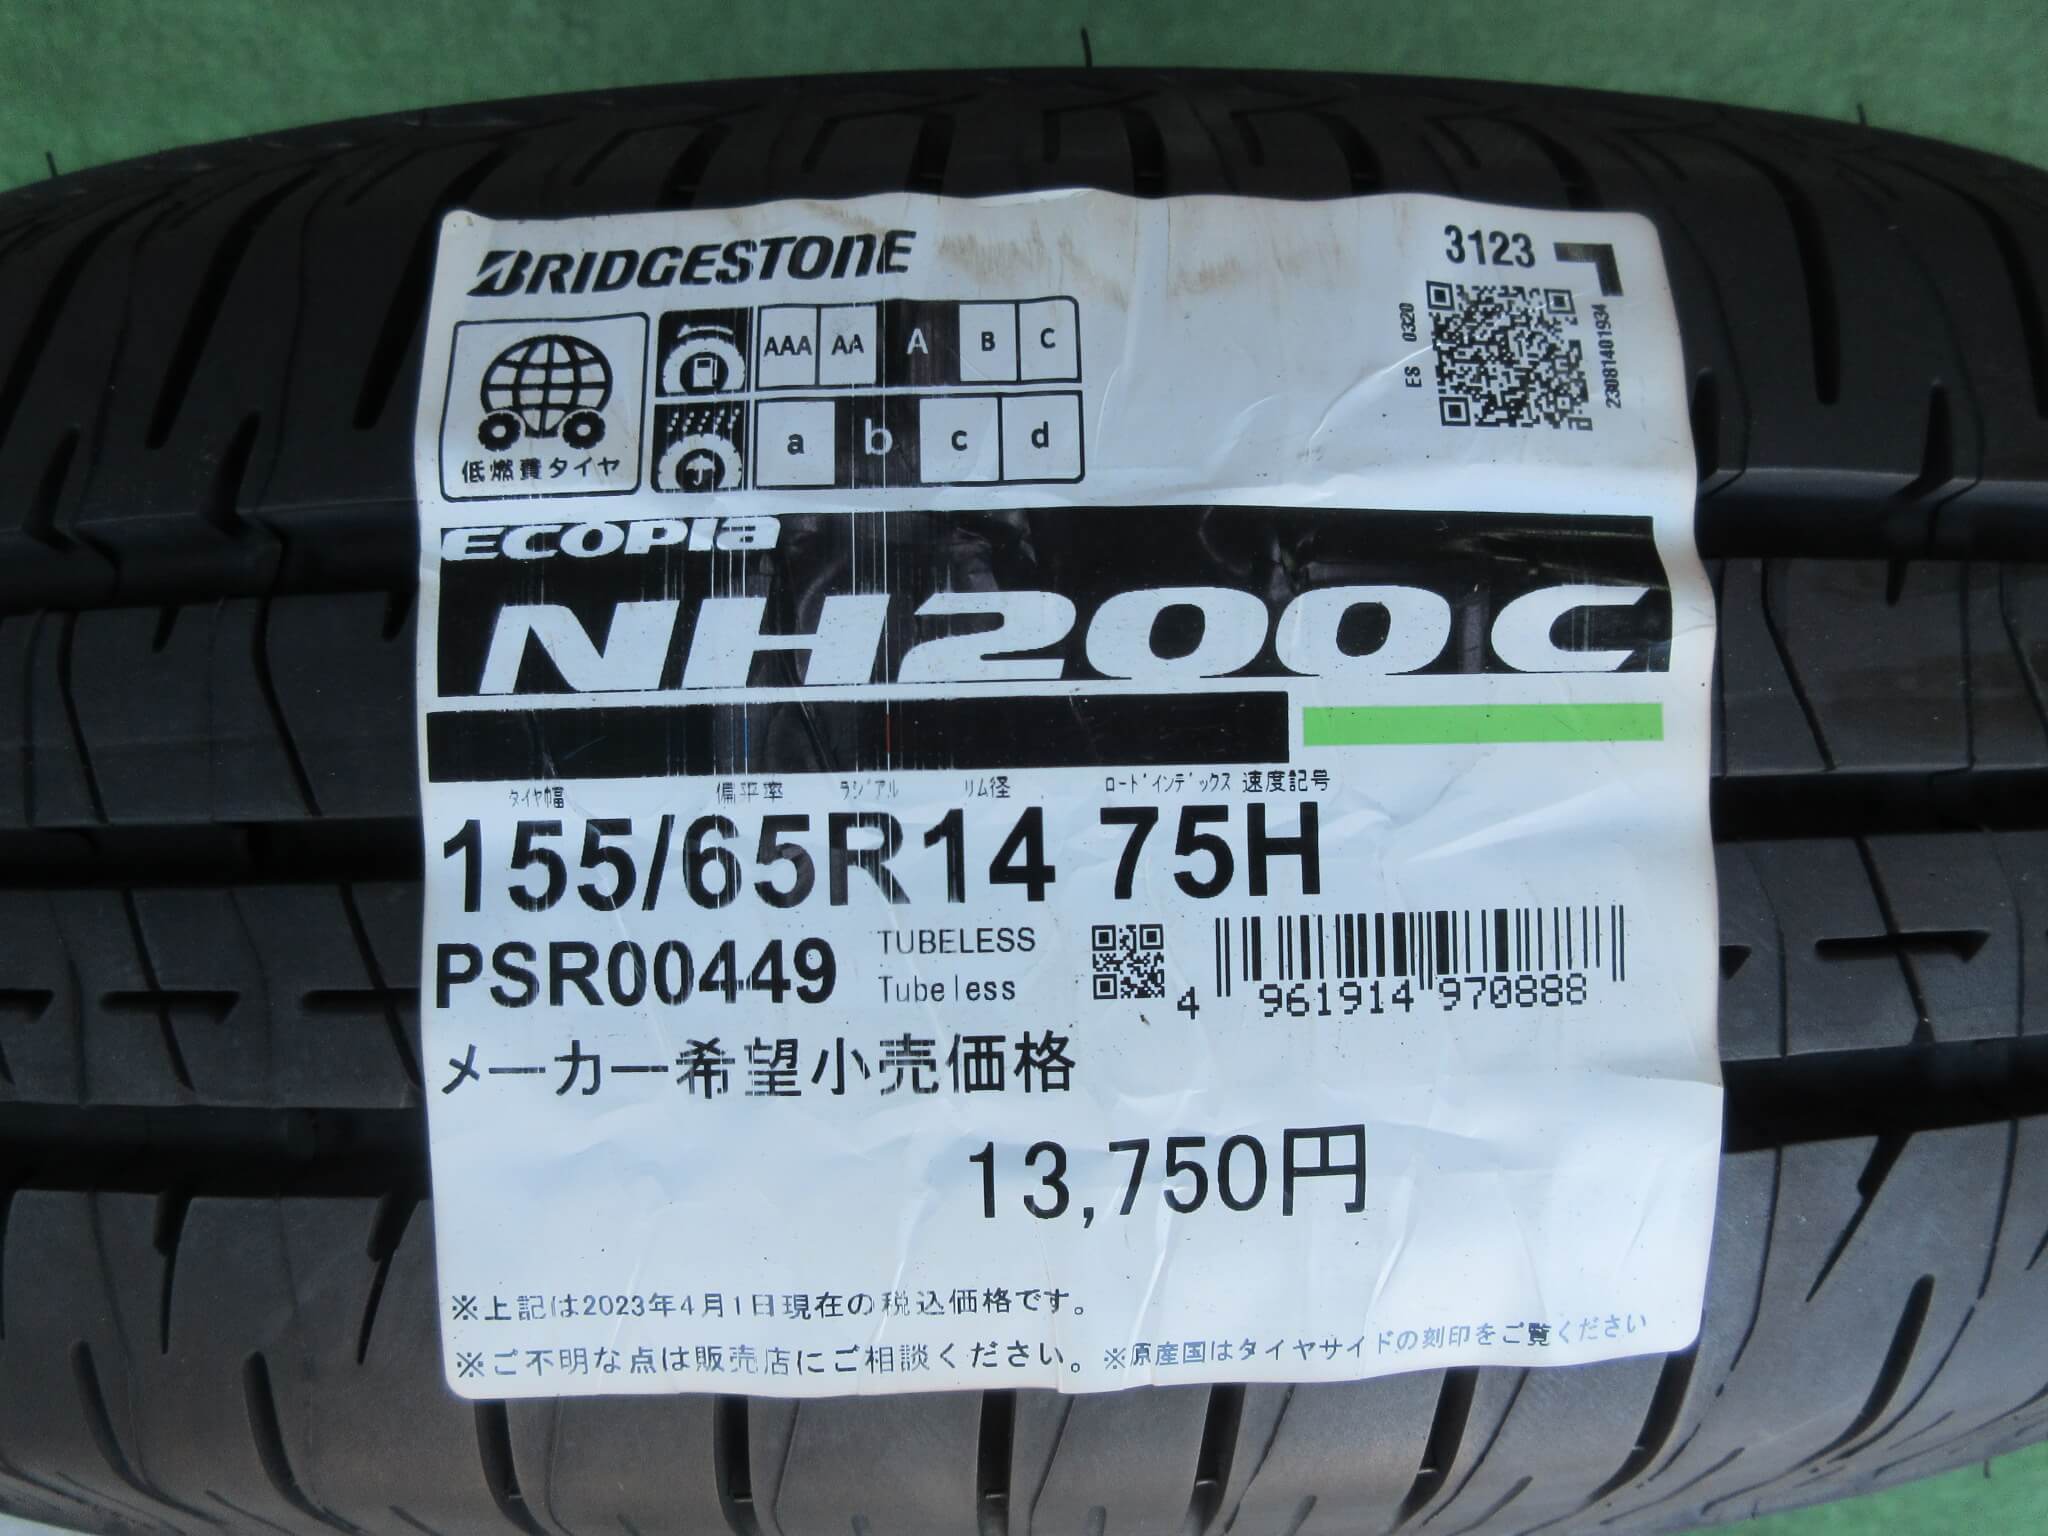 BRIDGESTONE
3123
ES 0320
23081401934
低燃費タイヤ
AAA AA A B C
a b c d
ECOPIA
NH200 C
タイヤ幅 偏平率 ラジアル リム径 ロードインデックス 速度記号
155/65R14 75H
PSR00449
TUBELESS
Tubeless
4 961914 970888
メーカー希望小売価格
13,750円
※上記は2023年4月1日現在の税込価格です。
※ご不明な点は販売店にご相談ください。※原産国はタイヤサイドの刻印をご覧ください